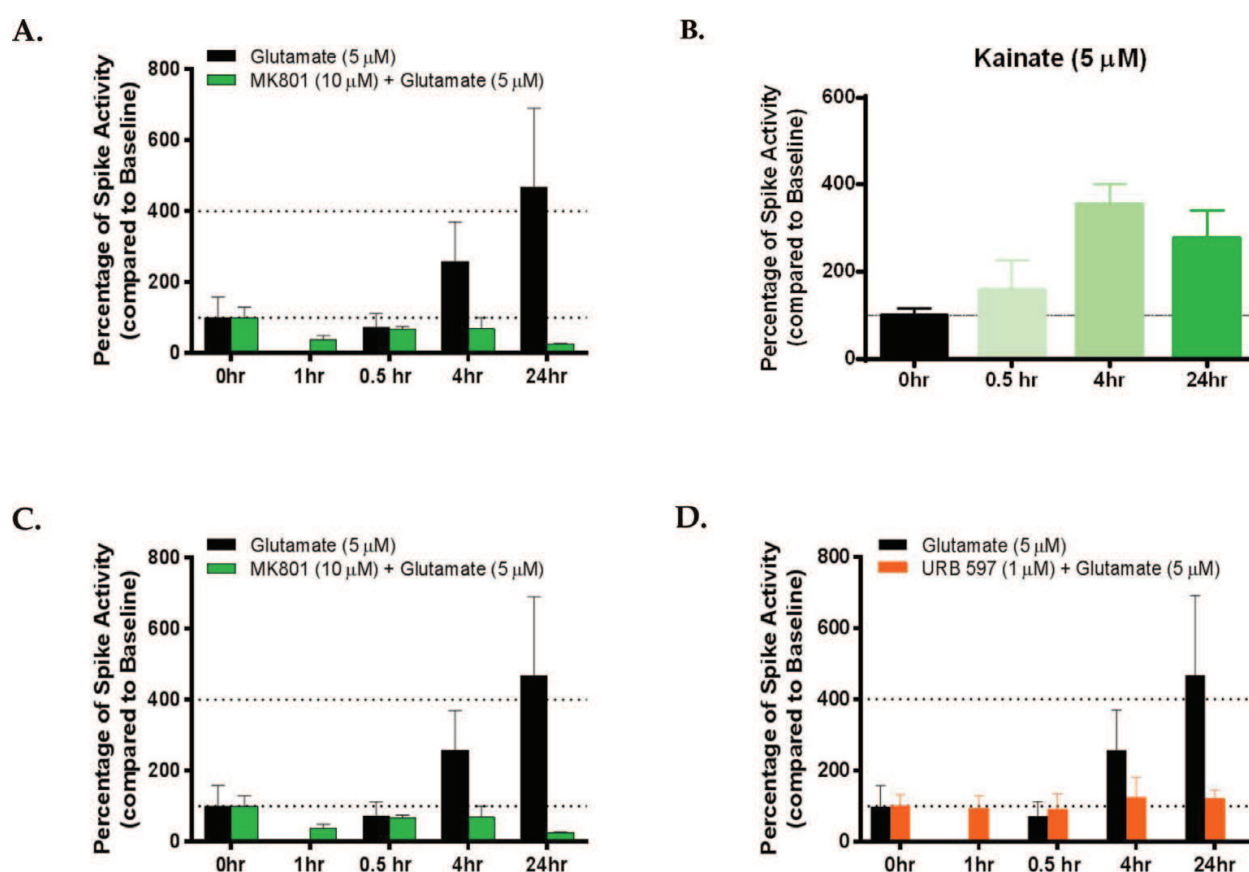 A.
Glutamate (5 μM)
MK801 (10 μM) + Glutamate (5 μM)
Percentage of Spike Activity
(compared to Baseline)
800
600
400
200
0
0hr 1hr 0.5 hr 4hr 24hr
B.
Kainate (5 μM)
Percentage of Spike Activity
(compared to Baseline)
600
400
200
0
0hr 0.5 hr 4hr 24hr
C.
Glutamate (5 μM)
MK801 (10 μM) + Glutamate (5 μM)
Percentage of Spike Activity
(compared to Baseline)
800
600
400
200
0
0hr 1hr 0.5 hr 4hr 24hr
D.
Glutamate (5 μM)
URB 597 (1 μM) + Glutamate (5 μM)
Percentage of Spike Activity
(compared to Baseline)
800
600
400
200
0
0hr 1hr 0.5 hr 4hr 24hr